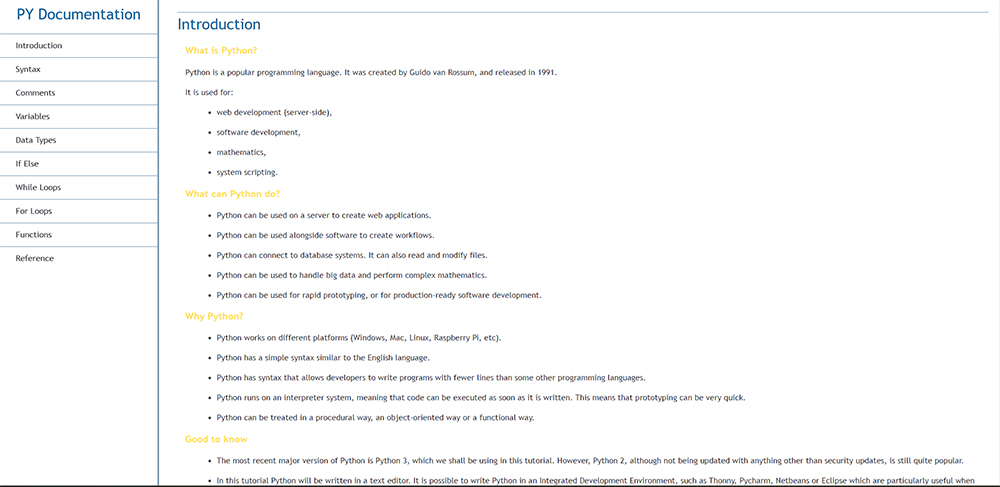 PY Documentation
Introduction
Syntax
Comments
Variables
Data Types
If Else
While Loops
For Loops
Functions
Reference
Introduction
What is Python?
Python is a popular programming language. It was created by Guido van Rossum, and released in 1991.
It is used for:
• web development (server-side),
• software development,
• mathematics,
• system scripting.
What can Python do?
• Python can be used on a server to create web applications.
• Python can be used alongside software to create workflows.
• Python can connect to database systems. It can also read and modify files.
• Python can be used to handle big data and perform complex mathematics.
• Python can be used for rapid prototyping, or for production-ready software development.
Why Python?
• Python works on different platforms (Windows, Mac, Linux, Raspberry Pi, etc).
• Python has a simple syntax similar to the English language.
• Python has syntax that allows developers to write programs with fewer lines than some other programming languages.
• Python runs on an interpreter system, meaning that code can be executed as soon as it is written. This means that prototyping can be very quick.
• Python can be treated in a procedural way, an object-oriented way or a functional way.
Good to know
• The most recent major version of Python is Python 3, which we shall be using in this tutorial. However, Python 2, although not being updated with anything other than security updates, is still quite popular.
• In this tutorial Python will be written in a text editor. It is possible to write Python in an Integrated Development Environment, such as Thonny, Pycharm, Netbeans or Eclipse which are particularly useful when